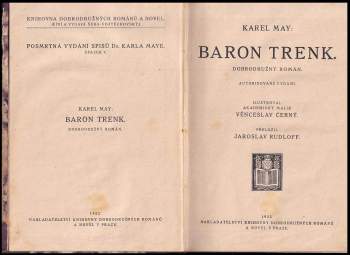 KNIHOVNA DOBRODRUŽNÝCH ROMÁNŮ A NOVEL.
POSMRTNÁ VYDÁNÍ SPISŮ Dr. KARLA MAYE.
KAREL MAY:
BARON TRENK.
DOBRODRUŽNÝ ROMÁN.
1932
NAKLADATELSTVÍ KNIHOVNY DOBRODRUŽNÝCH ROMÁNŮ
A NOVEL V PRAZE.
KAREL MAY:
BARON TRENK.
DOBRODRUŽNÝ ROMÁN.
AUTORISOVANÉ VYDÁNÍ.
ILUSTROVAL
AKADEMICKÝ MALÍŘ
VĚNCESLAV ČERNÝ.
PŘELOŽIL
JAROSLAV RUDLOFF.
NAKLADATELSTVÍ KNIHOVNY DOBRODRUŽNÝCH ROMÁNŮ
A NOVEL V PRAZE.